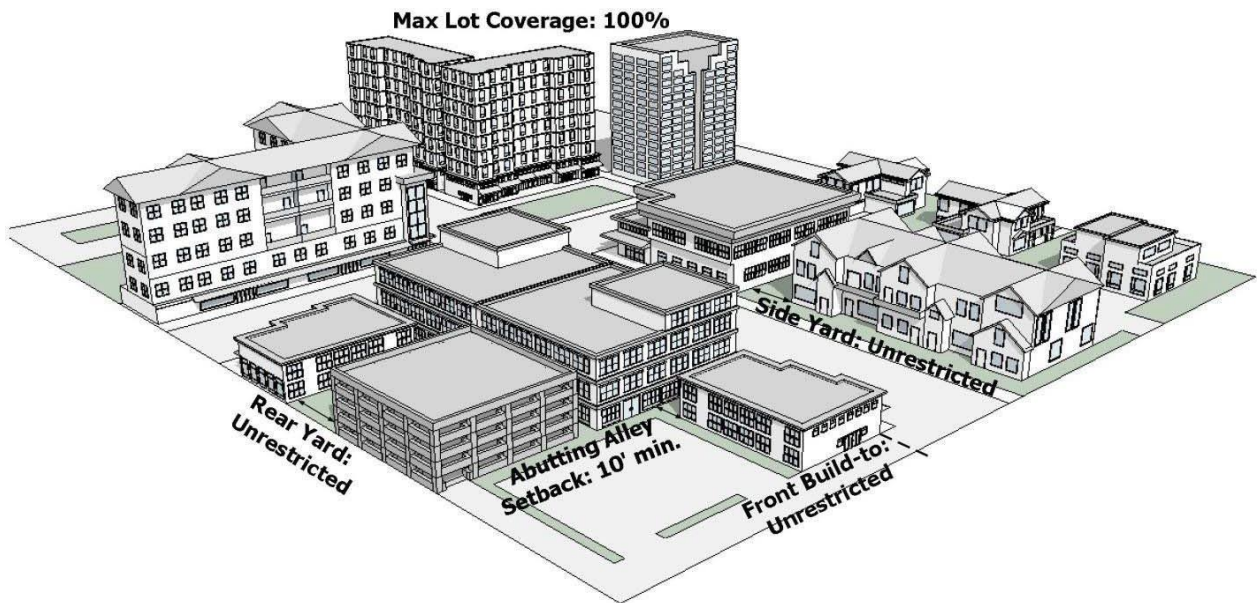 Max Lot Coverage: 100%
Side Yard: Unrestricted
Rear Yard:
Unrestricted
Abutting Alley
Setback: 10' min.
Front Build-to:
Unrestricted